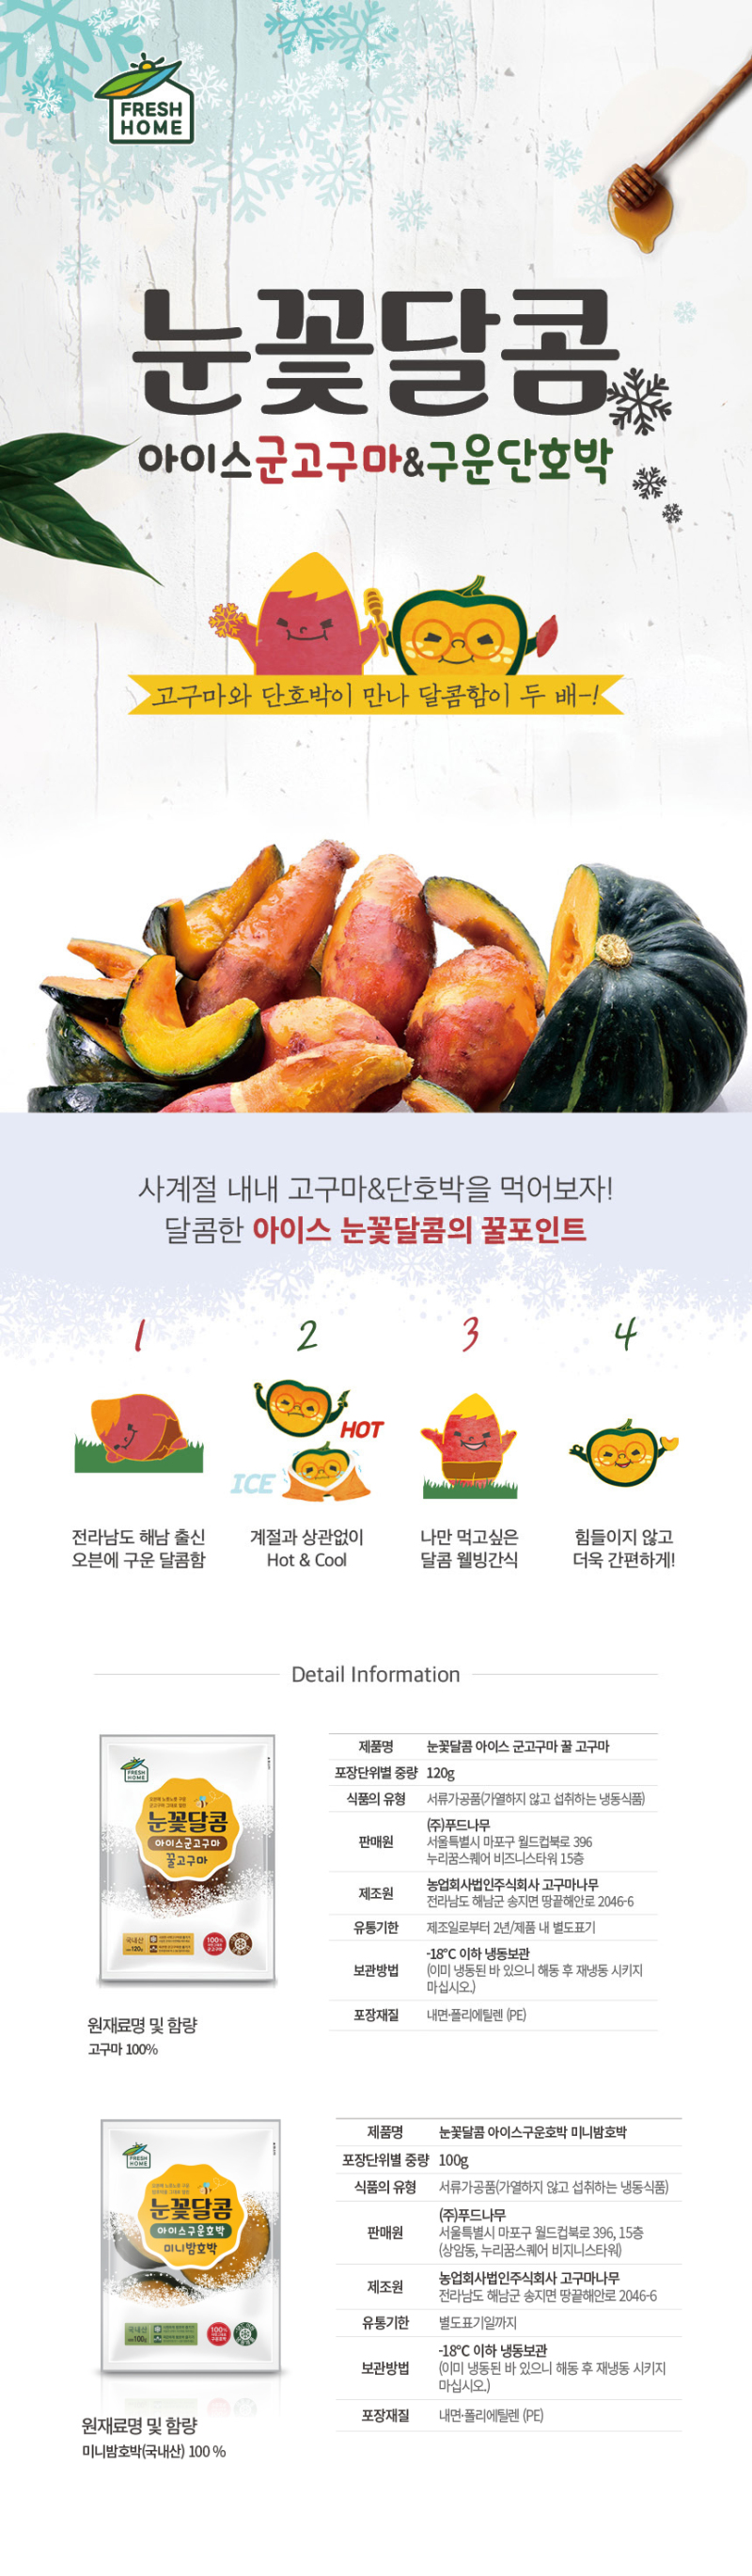 FRESH
HOME
눈꽃달콤
아이스군고구마&구운단호박
고구마와 단호박이 만나 달콤함이 두 배~!
사계절 내내 고구마&단호박을 먹어보자!
달콤한 아이스 눈꽃달콤의 꿀포인트
1
2
3
4
HOT
ICE
전라남도 해남 출신
오븐에 구운 달콤함
계절과 상관없이
Hot & Cool
나만 먹고싶은
달콤 웰빙간식
힘들이지 않고
더욱 간편하게!
Detail Information
FRESH
HOME
눈꽃달콤
아이스군고구마
꿀고구마
국내산
120g
100%
원재료명 및 함량
고구마 100%
제품명 눈꽃달콤 아이스 군고구마 꿀 고구마
포장단위별 중량 120g
식품의 유형 서류가공품(가열하지 않고 섭취하는 냉동식품)
판매원 (주)푸드나무
서울특별시 마포구 월드컵북로 396
누리꿈스퀘어 비즈니스타워 15층
제조원 농업회사법인주식회사 고구마나무
전라남도 해남군 송지면 땅끝해안로 2046-6
유통기한 제조일로부터 2년/제품 내 별도표기
보관방법 -18℃ 이하 냉동보관
(이미 냉동된 바 있으니 해동 후 재냉동 시키지
마십시오.)
포장재질 내면-폴리에틸렌 (PE)
FRESH
HOME
눈꽃달콤
아이스구운호박
미니밤호박
국내산
100g
100%
원재료명 및 함량
미니밤호박(국내산) 100 %
제품명 눈꽃달콤 아이스구운호박 미니밤호박
포장단위별 중량 100g
식품의 유형 서류가공품(가열하지 않고 섭취하는 냉동식품)
판매원 (주)푸드나무
서울특별시 마포구 월드컵북로 396, 15층
(상암동, 누리꿈스퀘어 비지니스타워)
제조원 농업회사법인주식회사 고구마나무
전라남도 해남군 송지면 땅끝해안로 2046-6
유통기한 별도표기일까지
보관방법 -18℃ 이하 냉동보관
(이미 냉동된 바 있으니 해동 후 재냉동 시키지
마십시오.)
포장재질 내면-폴리에틸렌 (PE)